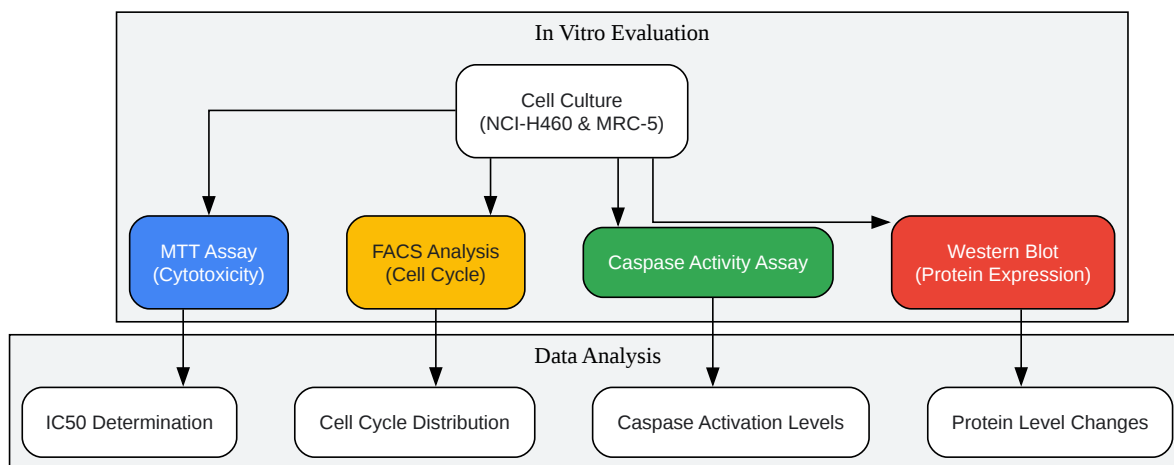 In Vitro Evaluation
Cell Culture
(NCI-H460 & MRC-5)
MTT Assay
(Cytotoxicity)
FACS Analysis
(Cell Cycle)
Caspase Activity Assay
Western Blot
(Protein Expression)
Data Analysis
IC50 Determination
Cell Cycle Distribution
Caspase Activation Levels
Protein Level Changes